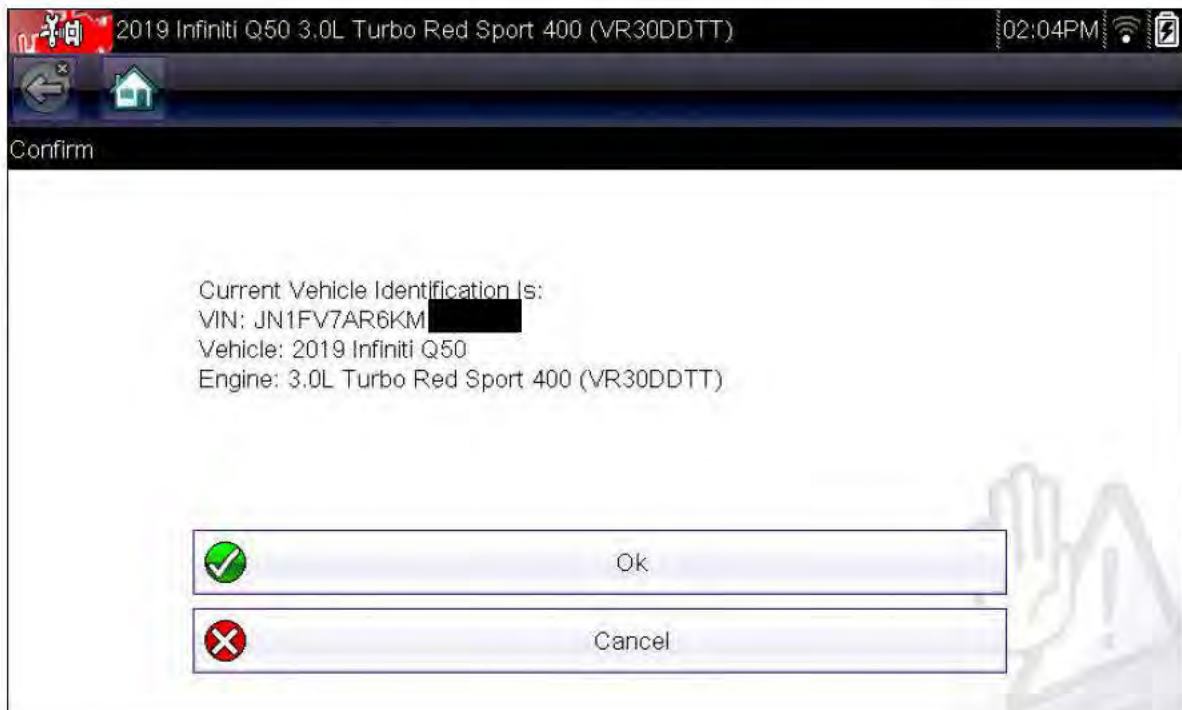 2019 Infiniti Q50 3.0L Turbo Red Sport 400 (VR30DDTT) 02:04PM
Confirm
Current Vehicle Identification Is:
VIN: JN1FV7AR6KM
Vehicle: 2019 Infiniti Q50
Engine: 3.0L Turbo Red Sport 400 (VR30DDTT)
Ok
Cancel